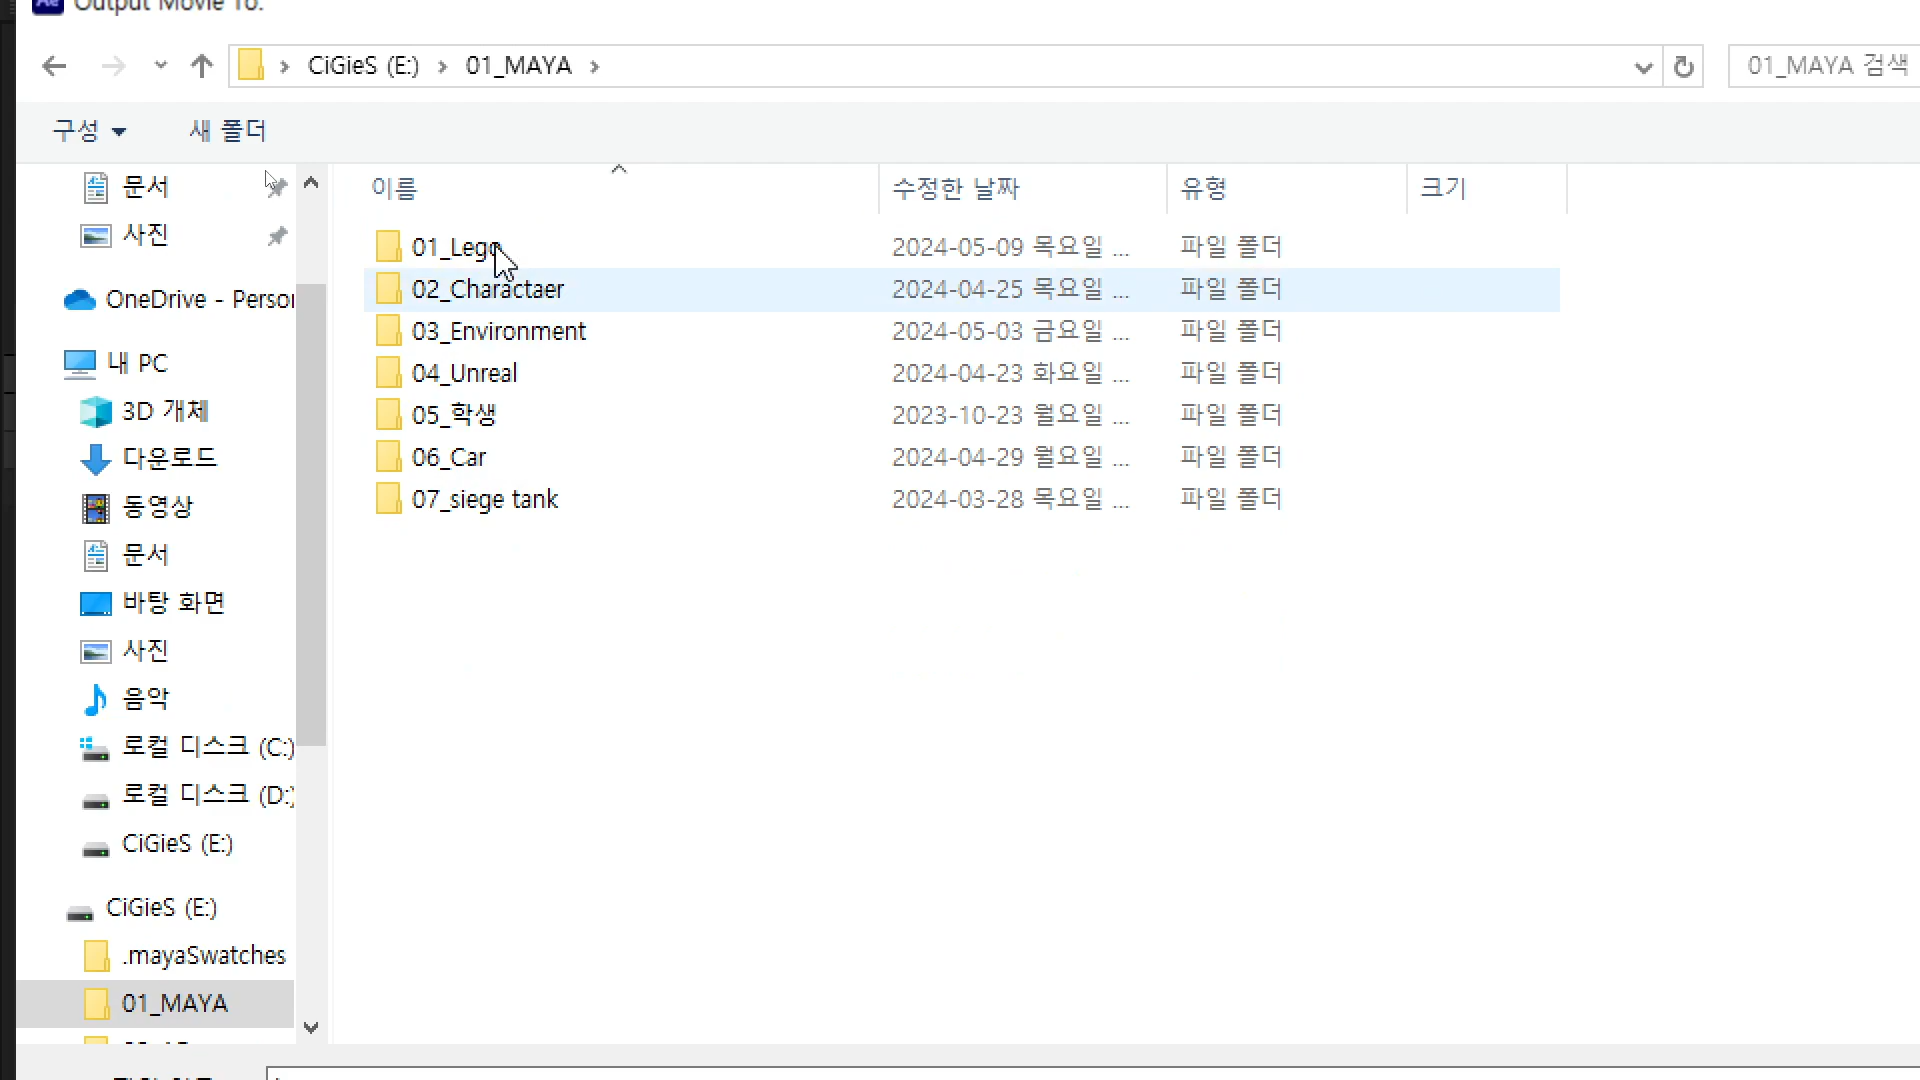 Ae Output Movie To:
CiGieS (E:) 01_MAYA
01_MAYA 검색
구성 새 폴더
문서
사진
OneDrive - Person
내 PC
3D 개체
다운로드
동영상
문서
바탕 화면
사진
음악
로컬 디스크 (C:)
로컬 디스크 (D:)
CiGieS (E:)
CiGieS (E:)
.mayaSwatches
01_MAYA
이름 수정한 날짜 유형 크기
01_Lego 2024-05-09 목요일 ... 파일 폴더
02_Charactaer 2024-04-25 목요일 ... 파일 폴더
03_Environment 2024-05-03 금요일 ... 파일 폴더
04_Unreal 2024-04-23 화요일 ... 파일 폴더
05_학생 2023-10-23 월요일 ... 파일 폴더
06_Car 2024-04-29 월요일 ... 파일 폴더
07_siege tank 2024-03-28 목요일 ... 파일 폴더